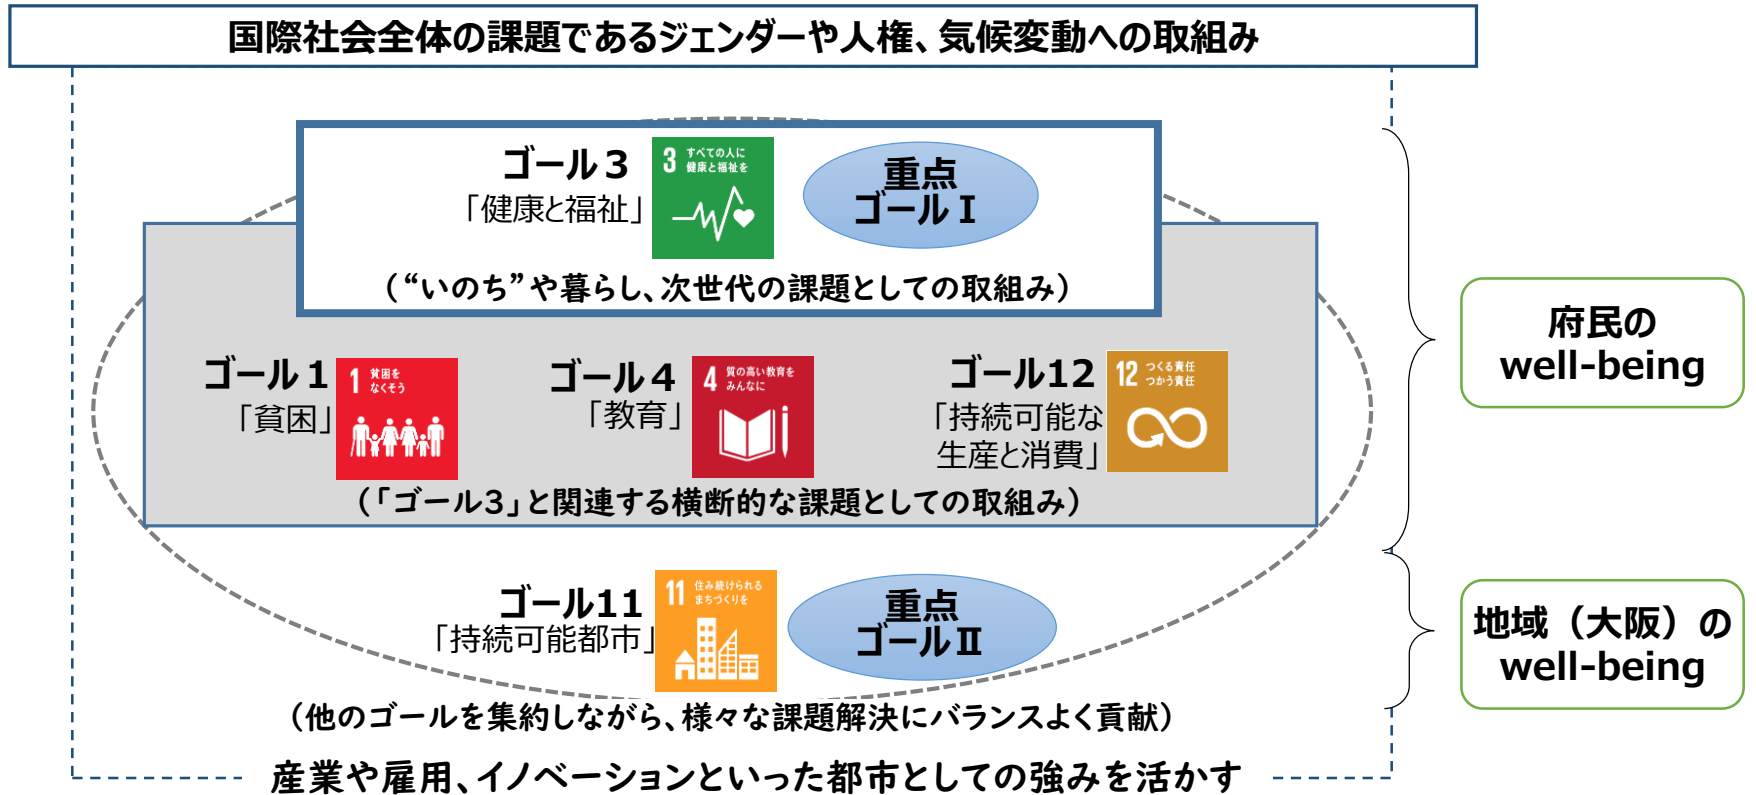 国際社会全体の課題であるジェンダーや人権、気候変動への取組み
ゴール３
「健康と福祉」
3 すべての人に
健康と福祉を
重点
ゴールⅠ
（“いのち”や暮らし、次世代の課題としての取組み）
ゴール１
「貧困」
1 貧困を
なくそう
ゴール４
「教育」
4 質の高い教育を
みんなに
ゴール12
「持続可能な
生産と消費」
12 つくる責任
つかう責任
（「ゴール３」と関連する横断的な課題としての取組み）
府民の
well-being
ゴール11
「持続可能都市」
11 住み続けられる
まちづくりを
重点
ゴールⅡ
地域（大阪）の
well-being
（他のゴールを集約しながら、様々な課題解決にバランスよく貢献）
産業や雇用、イノベーションといった都市としての強みを活かす